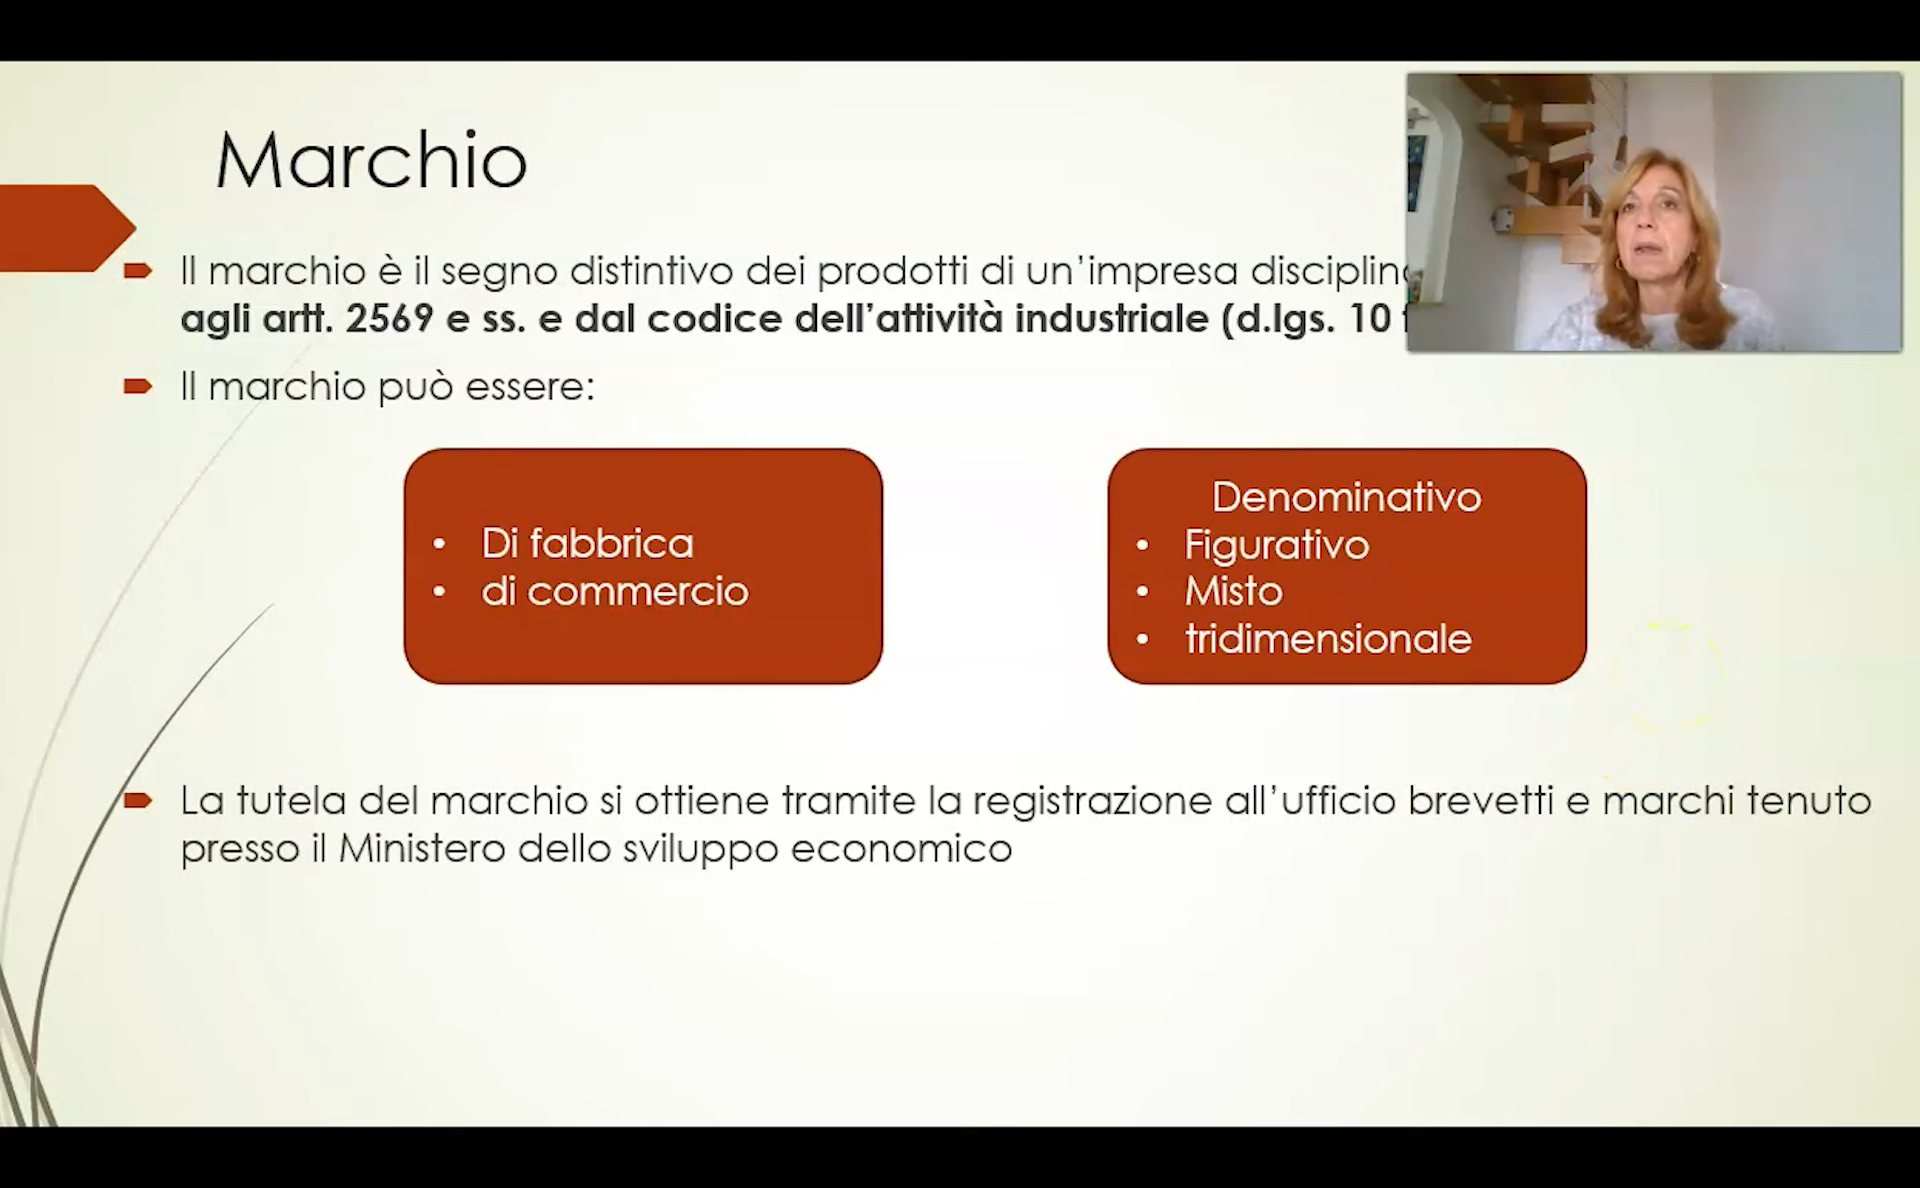 Marchio
Il marchio è il segno distintivo dei prodotti di un'impresa
agli artt. 2569 e ss. e dal codice dell'attività industriale (d.lgs. 10
Il marchio può essere:
• Di fabbrica
• di commercio
Denominativo
• Figurativo
• Misto
• tridimensionale
La tutela del marchio si ottiene tramite la registrazione all'ufficio brevetti e marchi tenuto
presso il Ministero dello sviluppo economico